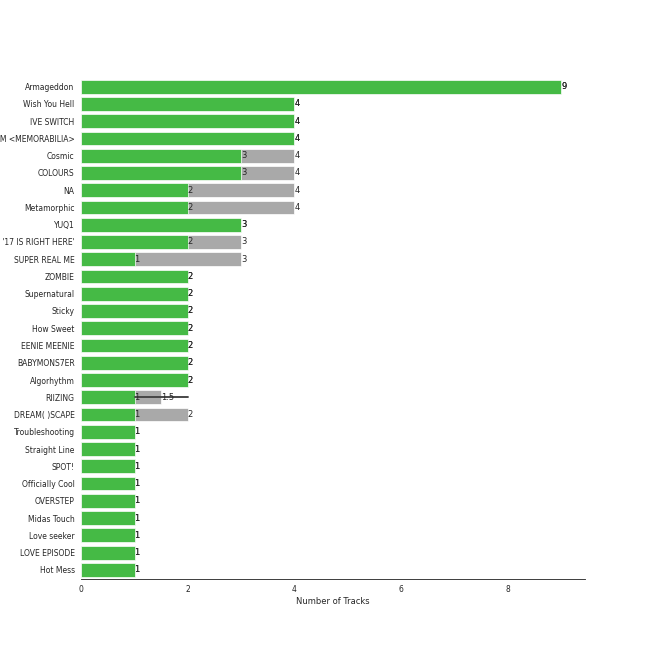 Armageddon 9
Wish You Hell 4
IVE SWITCH 4
M <MEMORABILIA> 4
Cosmic 3 4
COLOURS 3 4
NA 2 4
Metamorphic 2 4
YUQ1 3
'17 IS RIGHT HERE' 2 3
SUPER REAL ME 1 3
ZOMBIE 2
Supernatural 2
Sticky 2
How Sweet 2
EENIE MEENIE 2
BABYMONS7ER 2
Algorhythm 2
RIIZING 1 1.5
DREAM( )SCAPE 1 2
Troubleshooting 1
Straight Line 1
SPOT! 1
Officially Cool 1
OVERSTEP 1
Midas Touch 1
Love seeker 1
LOVE EPISODE 1
Hot Mess 1
0 2 4 6 8
Number of Tracks